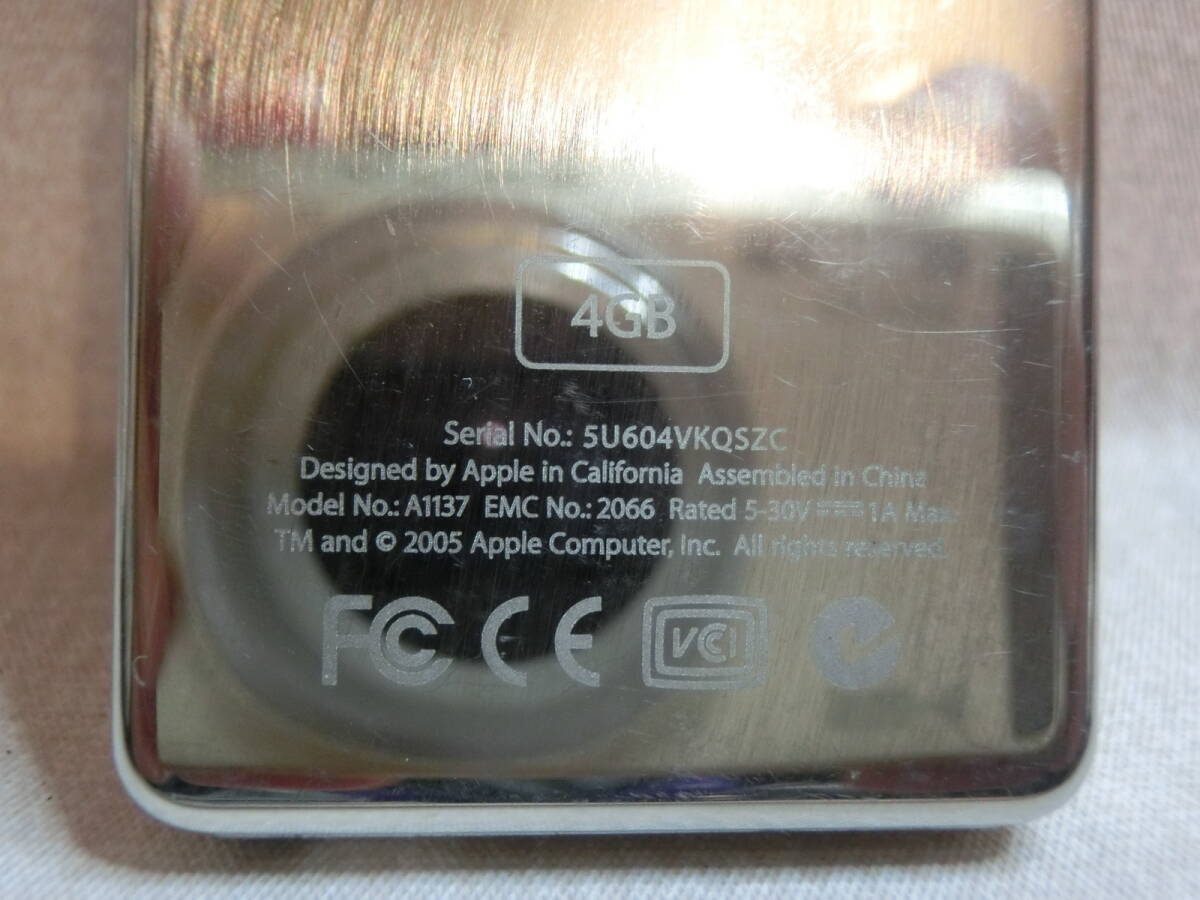 4GB
Serial No.: 5U604VKQSZC
Designed by Apple in California Assembled in China
Model No.: A1137 EMC No.: 2066 Rated 5-30V⎓1A Max.
TM and © 2005 Apple Computer, Inc. All rights reserved.
FC CE VCI